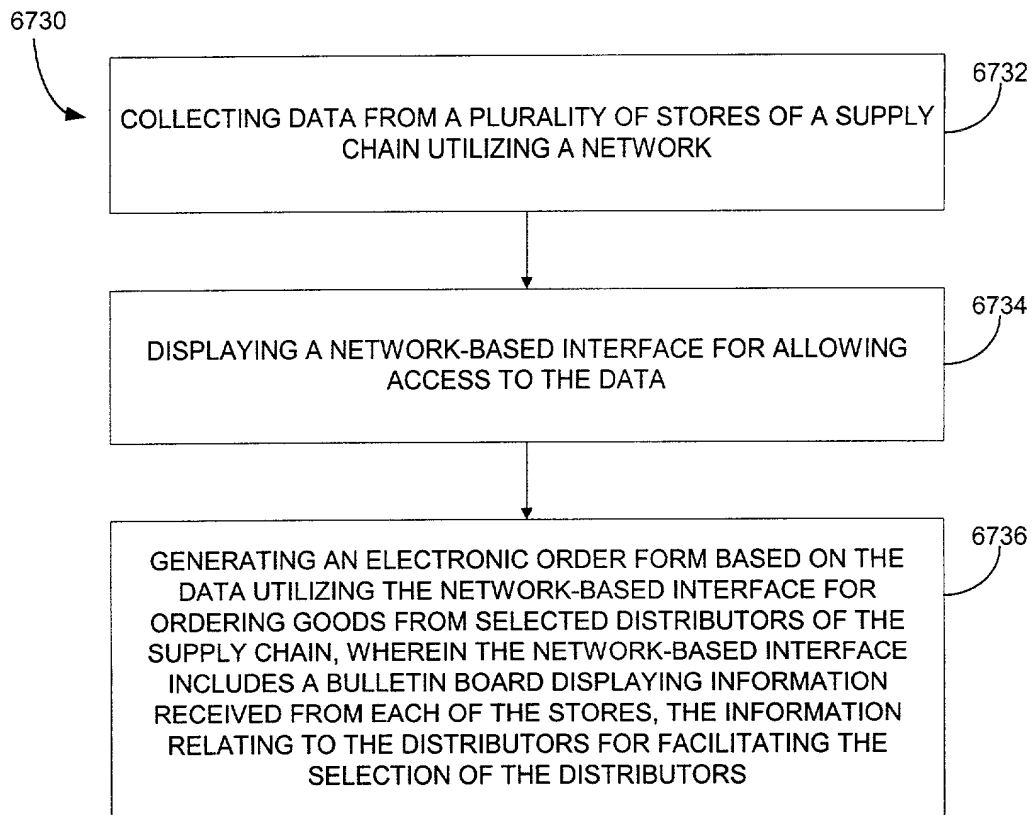 6730
6732
COLLECTING DATA FROM A PLURALITY OF STORES OF A SUPPLY
CHAIN UTILIZING A NETWORK
6734
DISPLAYING A NETWORK-BASED INTERFACE FOR ALLOWING
ACCESS TO THE DATA
6736
GENERATING AN ELECTRONIC ORDER FORM BASED ON THE
DATA UTILIZING THE NETWORK-BASED INTERFACE FOR
ORDERING GOODS FROM SELECTED DISTRIBUTORS OF THE
SUPPLY CHAIN, WHEREIN THE NETWORK-BASED INTERFACE
INCLUDES A BULLETIN BOARD DISPLAYING INFORMATION
RECEIVED FROM EACH OF THE STORES, THE INFORMATION
RELATING TO THE DISTRIBUTORS FOR FACILITATING THE
SELECTION OF THE DISTRIBUTORS